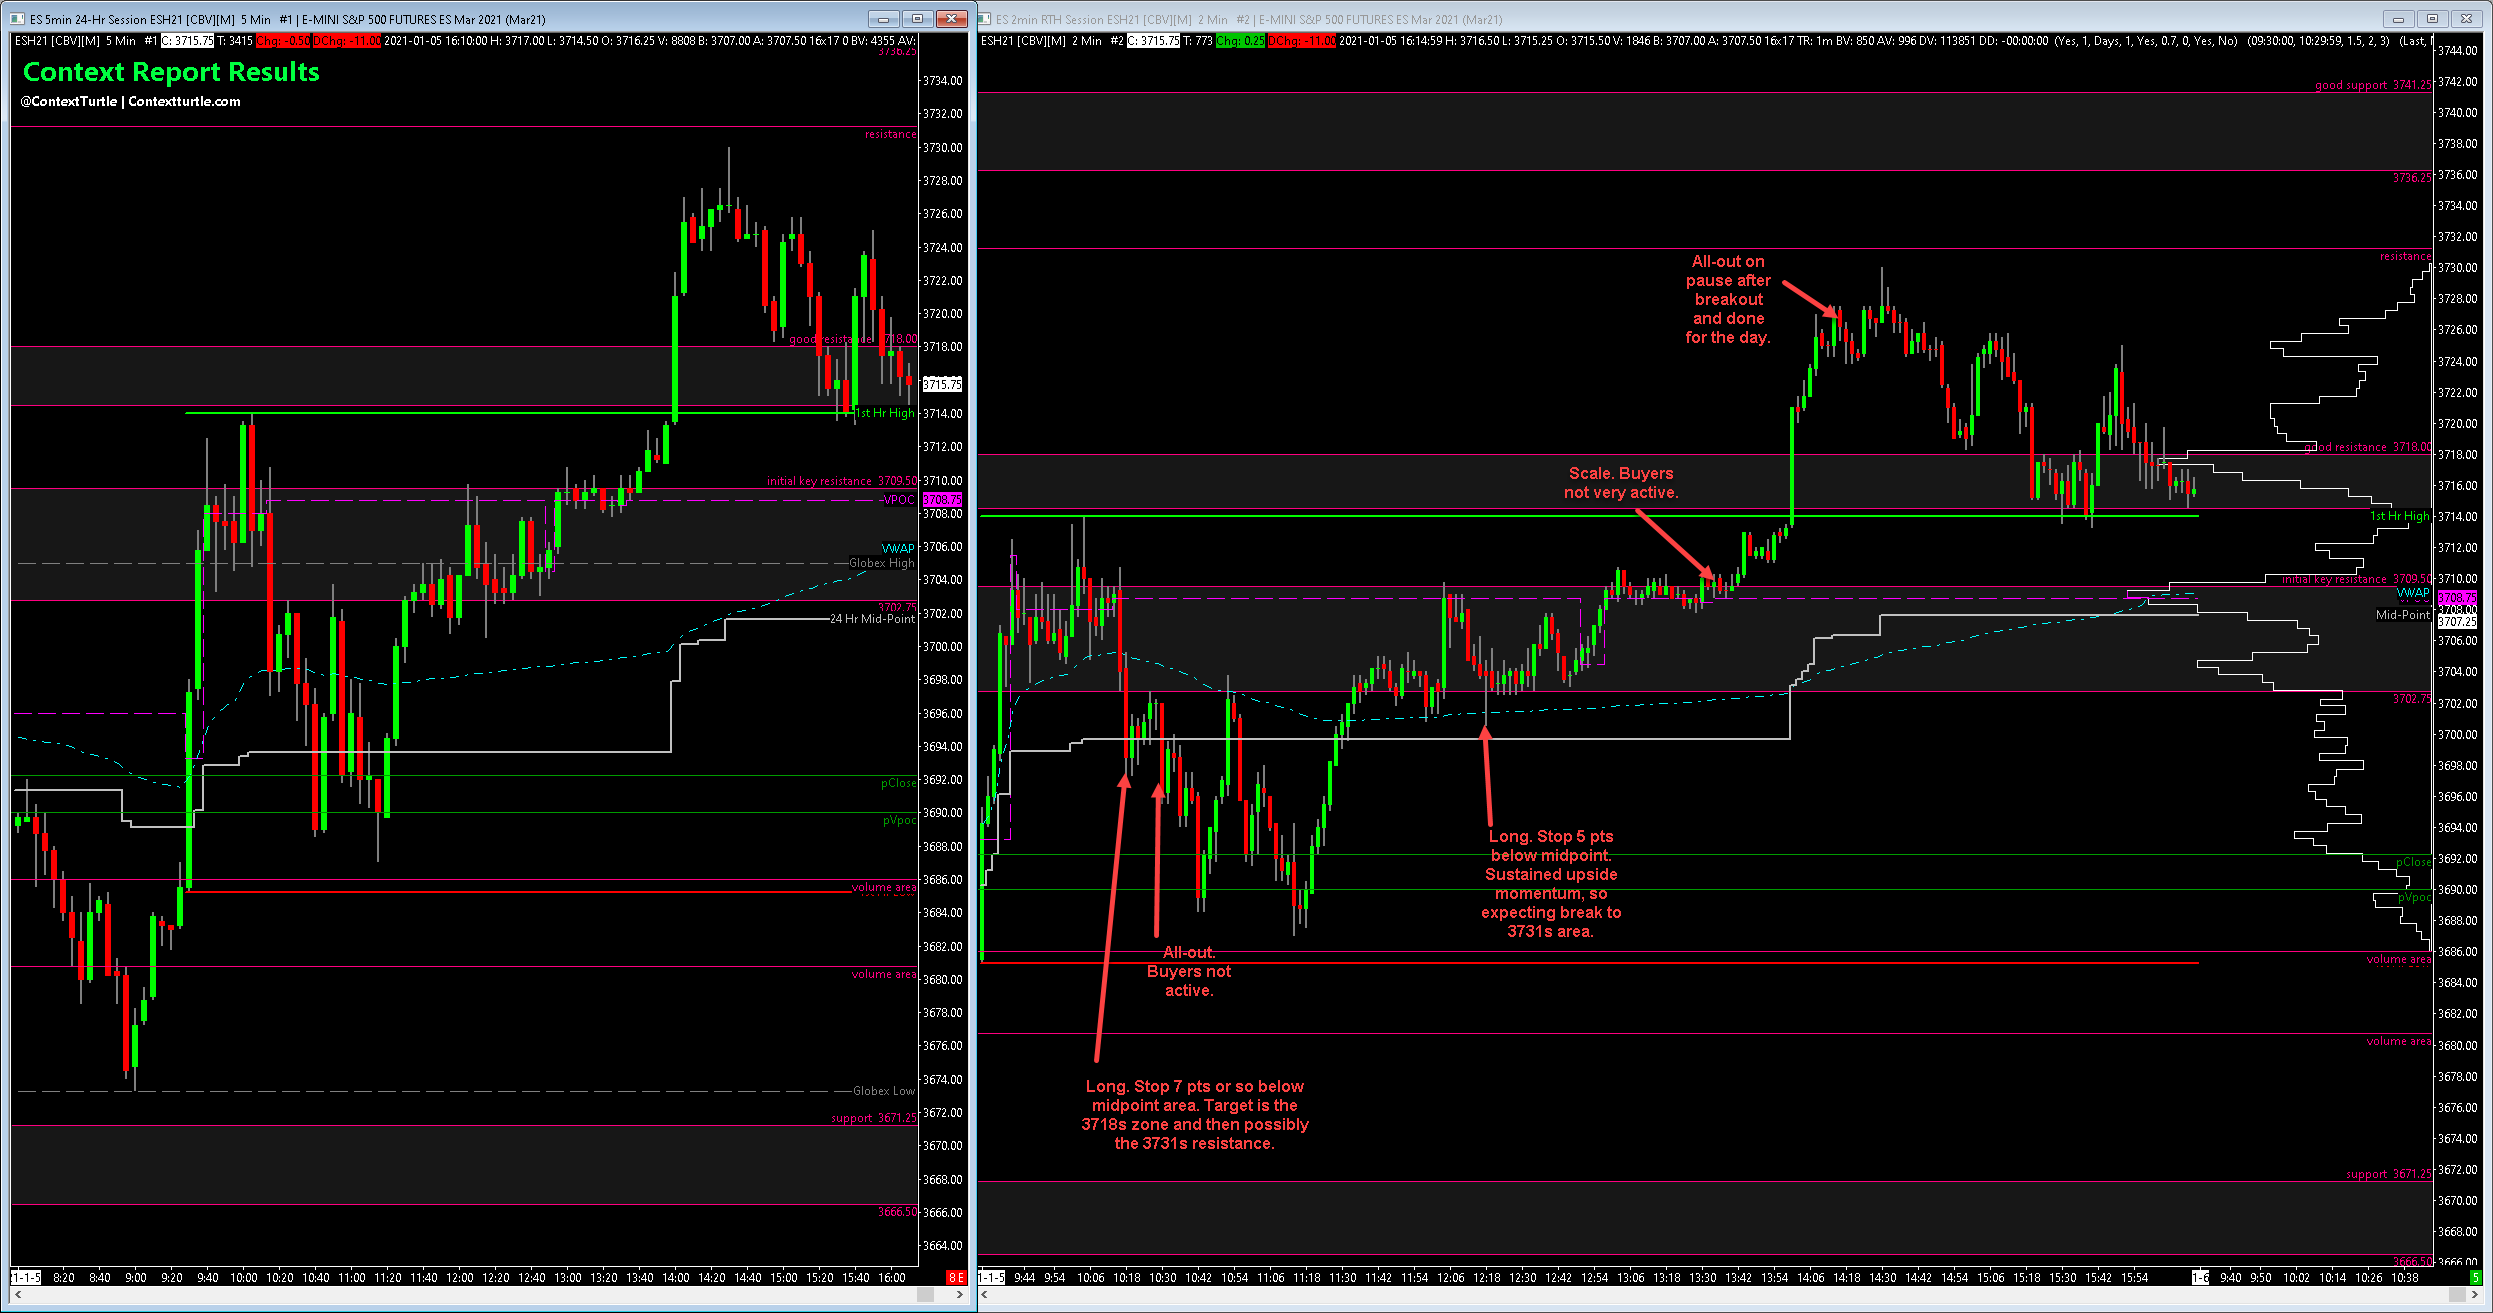 ES 5min 24-Hr Session ESH21 [CBV][M]  5 Min  #1 | E-MINI S&P 500 FUTURES ES Mar 2021 (Mar21)
ESH21 [CBV][M]  5 Min  #1 C: 3715.75 T: 3415 Chg: -0.50 DChg: -11.00 2021-01-05 16:10:00 H: 3717.00 L: 3714.50 O: 3716.25 V: 8808 B: 3707.00 A: 3707.50 16x17 0 BV: 4355 AV:
Context Report Results
@ContextTurtle | Contextturtle.com
3736.25
resistance
good resistance 3718.00
1st Hr High
initial key resistance 3709.50
VPOC
VWAP
Globex High
3702.75
24 Hr Mid-Point
pClose
pVpoc
volume area
volume area
Globex Low
support 3671.25
3666.50
3734.00
3732.00
3730.00
3728.00
3726.00
3724.00
3722.00
3720.00
3718.00
3715.75
3714.00
3712.00
3710.00
3708.75
3708.00
3706.00
3704.00
3702.00
3700.00
3698.00
3696.00
3694.00
3692.00
3690.00
3688.00
3686.00
3684.00
3682.00
3680.00
3678.00
3676.00
3674.00
3672.00
3670.00
3668.00
3666.00
3664.00
1-1-5 8:20 8:40 9:00 9:20 9:40 10:00 10:20 10:40 11:00 11:20 11:40 12:00 12:20 12:40 13:00 13:20 13:40 14:00 14:20 14:40 15:00 15:20 15:40 16:00 8 E
ES 2min RTH Session ESH21 [CBV][M]  2 Min  #2 | E-MINI S&P 500 FUTURES ES Mar 2021 (Mar21)
ESH21 [CBV][M]  2 Min  #2 C: 3715.75 T: 773 Chg: 0.25 DChg: -11.00 2021-01-05 16:14:59 H: 3716.50 L: 3715.25 O: 3715.50 V: 1846 B: 3707.00 A: 3707.50 16x17 TR: 1m BV: 850 AV: 996 DV: 113851 DD: -00:00:00 (Yes, 1, Days, 1, Yes, 0.7, 0, Yes, No) (09:30:00, 10:29:59, 1.5, 2, 3) (Last,
good support 3741.25
3736.25
resistance
All-out on
pause after
breakout
and done
for the day.
good resistance 3718.00
Scale. Buyers
not very active.
1st Hr High
initial key resistance 3709.50
VWAP
Mid-Point
3702.75
Long. Stop 5 pts
below midpoint.
Sustained upside
momentum, so
expecting break to
3731s area.
pClose
pVpoc
All-out.
Buyers not
active.
volume area
volume area
Long. Stop 7 pts or so below
midpoint area. Target is the
3718s zone and then possibly
the 3731s resistance.
support 3671.25
3666.50
3744.00
3742.00
3740.00
3738.00
3736.00
3734.00
3732.00
3730.00
3728.00
3726.00
3724.00
3722.00
3720.00
3718.00
3716.00
3714.00
3712.00
3710.00
3708.75
3708.00
3707.25
3706.00
3704.00
3702.00
3700.00
3698.00
3696.00
3694.00
3692.00
3690.00
3688.00
3686.00
3684.00
3682.00
3680.00
3678.00
3676.00
3674.00
3672.00
3670.00
3668.00
3666.00
1-1-5 9:44 9:54 10:06 10:18 10:30 10:42 10:54 11:06 11:18 11:30 11:42 11:54 12:06 12:18 12:30 12:42 12:54 13:06 13:18 13:30 13:42 13:54 14:06 14:18 14:30 14:42 14:54 15:06 15:18 15:30 15:42 15:54 1-6 9:40 9:50 10:02 10:14 10:26 10:38 5